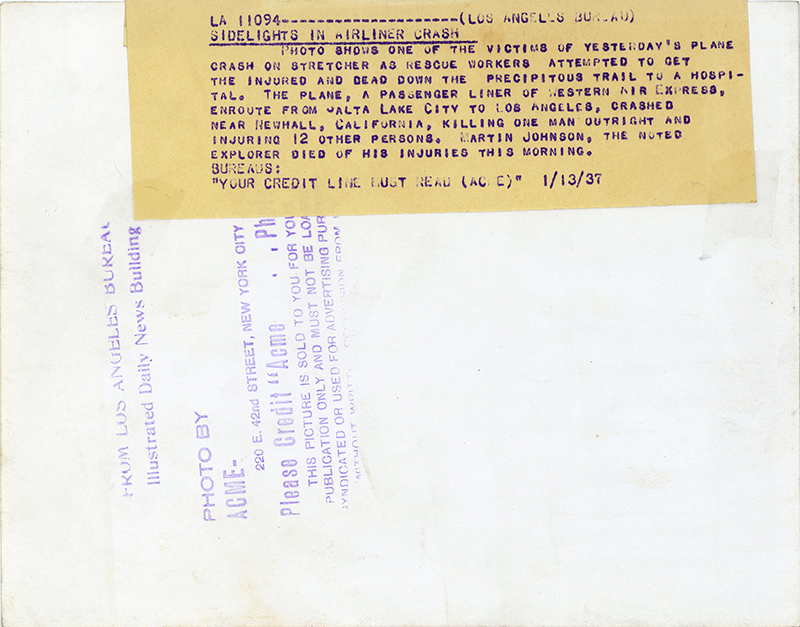 LA 11094--------------------(LOS ANGELES BUREAU)
SIDELIGHTS IN AIRLINER CRASH
PHOTO SHOWS ONE OF THE VICTIMS OF YESTERDAY'S PLANE
CRASH ON STRETCHER AS RESCUE WORKERS ATTEMPTED TO GET
THE INJURED AND DEAD DOWN THE PRECIPITOUS TRAIL TO A HOSPI-
TAL. THE PLANE, A PASSENGER LINER OF WESTERN AIR EXPRESS,
ENROUTE FROM SALTA LAKE CITY TO LOS ANGELES, CRASHED
NEAR NEWHALL, CALIFORNIA, KILLING ONE MAN OUTRIGHT AND
INJURING 12 OTHER PERSONS. MARTIN JOHNSON, THE NOTED
EXPLORER DIED OF HIS INJURIES THIS MORNING.
BUREAUS:
"YOUR CREDIT LINE MUST READ (ACME)" 1/13/37
FROM LOS ANGELES BUREAU
Illustrated Daily News Building
PHOTO BY
ACME-
220 E. 42nd STREET, NEW YORK CITY
Please Credit "Acme . . Ph
THIS PICTURE IS SOLD TO YOU FOR YOU
PUBLICATION ONLY AND MUST NOT BE LOA
SYNDICATED OR USED FOR ADVERTISING PUR
WITHOUT FROM